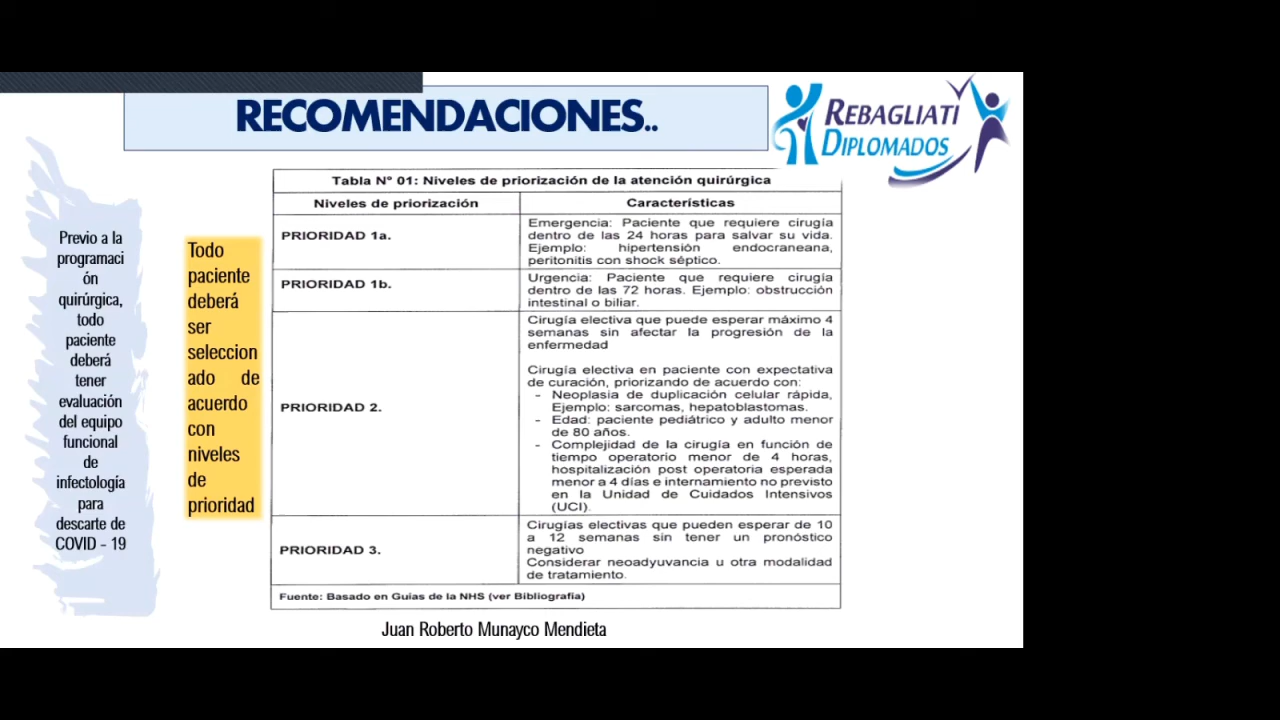 RECOMENDACIONES..
REBAGLIATI
DIPLOMADOS
Previo a la
programaci
ón
quirúrgica,
todo
paciente
deberá
tener
evaluación
del equipo
funcional
de
infectología
para
descarte de
COVID - 19
Todo
paciente
deberá
ser
seleccion
ado de
acuerdo
con
niveles
de
prioridad
Tabla N° 01: Niveles de priorización de la atención quirúrgica
Niveles de priorización
Características
PRIORIDAD 1a.
Emergencia: Paciente que requiere cirugía
dentro de las 24 horas para salvar su vida.
Ejemplo: hipertensión endocraneana,
peritonitis con shock séptico.
PRIORIDAD 1b.
Urgencia: Paciente que requiere cirugía
dentro de las 72 horas. Ejemplo: obstrucción
intestinal o biliar.
PRIORIDAD 2.
Cirugía electiva que puede esperar máximo 4
semanas sin afectar la progresión de la
enfermedad
Cirugía electiva en paciente con expectativa
de curación, priorizando de acuerdo con:
- Neoplasia de duplicación celular rápida,
Ejemplo: sarcomas, hepatoblastomas.
- Edad: paciente pediátrico y adulto menor
de 80 años.
- Complejidad de la cirugía en función de
tiempo operatorio menor de 4 horas,
hospitalización post operatoria esperada
menor a 4 días e internamiento no previsto
en la Unidad de Cuidados Intensivos
(UCI).
PRIORIDAD 3.
Cirugías electivas que pueden esperar de 10
a 12 semanas sin tener un pronóstico
negativo
Considerar neoadyuvancia u otra modalidad
de tratamiento.
Fuente: Basado en Guías de la NHS (ver Bibliografía)
Juan Roberto Munayco Mendieta